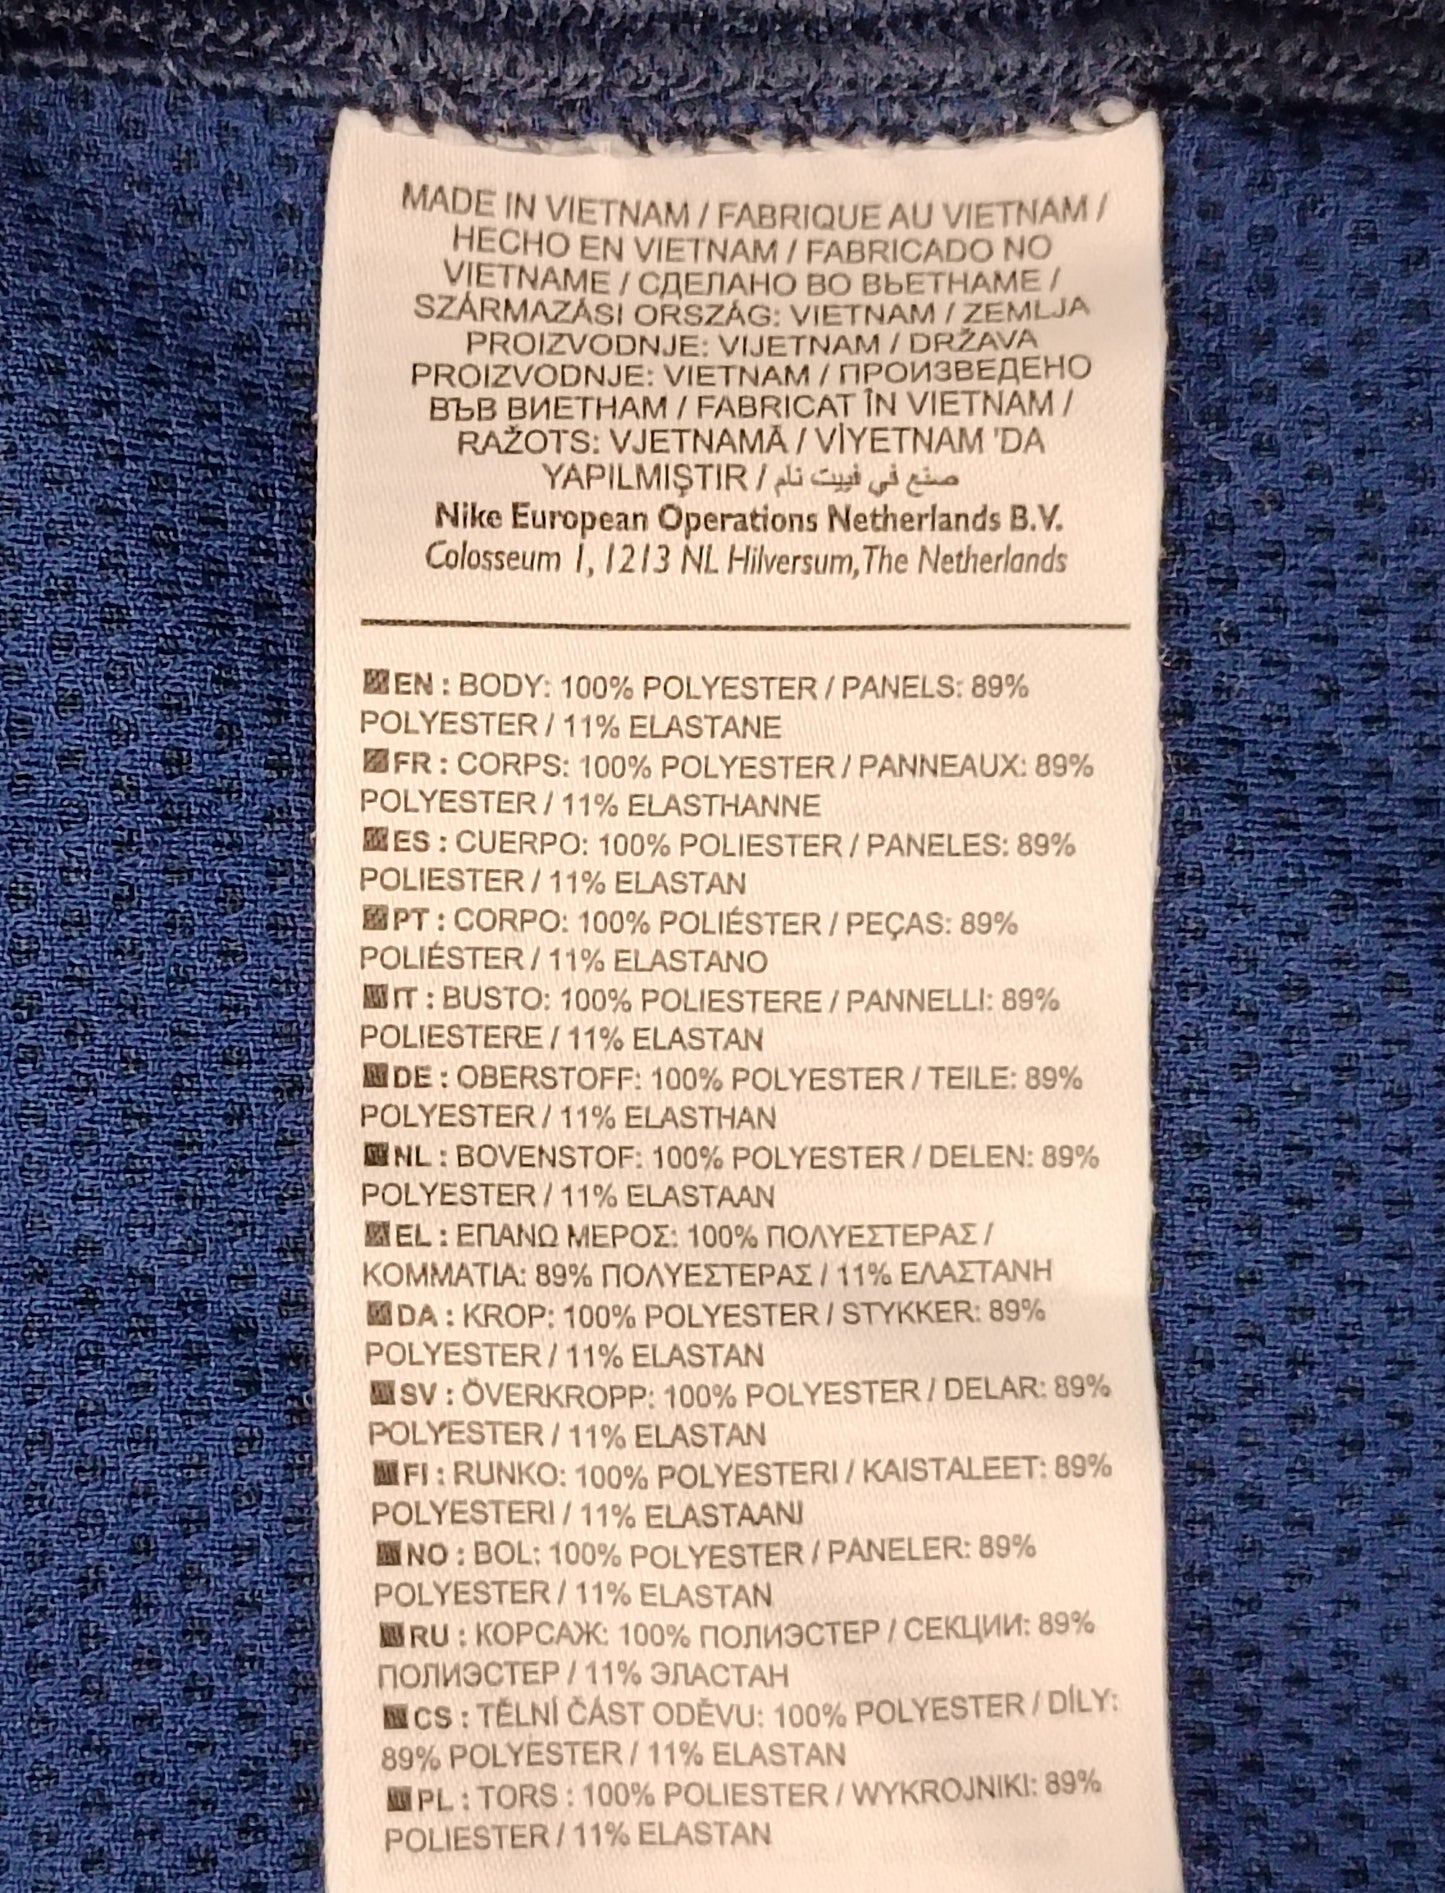 MADE IN VIETNAM / FABRIQUE AU VIETNAM /
HECHO EN VIETNAM / FABRICADO NO
VIETNAME / СДЕЛАНО ВО ВЬЕТНАМЕ /
SZÁRMAZÁSI ORSZÁG: VIETNAM / ZEMLJA
PROIZVODNJE: VIJETNAM / DRŽAVA
PROIZVODNJE: VIETNAM / ПРОИЗВЕДЕНО
ВЪВ ВИЕТНАМ / FABRICAT ÎN VIETNAM /
RAŽOTS: VJETNAMĀ / VİYETNAM 'DA
YAPILMIŞTIR / صنع في فييت نام
Nike European Operations Netherlands B.V.
Colosseum 1, 1213 NL Hilversum, The Netherlands
EN : BODY: 100% POLYESTER / PANELS: 89%
POLYESTER / 11% ELASTANE
FR : CORPS: 100% POLYESTER / PANNEAUX: 89%
POLYESTER / 11% ELASTHANNE
ES : CUERPO: 100% POLIESTER / PANELES: 89%
POLIESTER / 11% ELASTAN
PT : CORPO: 100% POLIÉSTER / PEÇAS: 89%
POLIÉSTER / 11% ELASTANO
IT : BUSTO: 100% POLIESTERE / PANNELLI: 89%
POLIESTERE / 11% ELASTAN
DE : OBERSTOFF: 100% POLYESTER / TEILE: 89%
POLYESTER / 11% ELASTHAN
NL : BOVENSTOF: 100% POLYESTER / DELEN: 89%
POLYESTER / 11% ELASTAAN
EL : ΕΠΑΝΩ ΜΕΡΟΣ: 100% ΠΟΛΥΕΣΤΕΡΑΣ /
ΚΟΜΜΑΤΙΑ: 89% ΠΟΛΥΕΣΤΕΡΑΣ / 11% ΕΛΑΣΤΑΝΗ
DA : KROP: 100% POLYESTER / STYKKER: 89%
POLYESTER / 11% ELASTAN
SV : ÖVERKROPP: 100% POLYESTER / DELAR: 89%
POLYESTER / 11% ELASTAN
FI : RUNKO: 100% POLYESTERI / KAISTALEET: 89%
POLYESTERI / 11% ELASTAANI
NO : BOL: 100% POLYESTER / PANELER: 89%
POLYESTER / 11% ELASTAN
RU : КОРСАЖ: 100% ПОЛИЭСТЕР / СЕКЦИИ: 89%
ПОЛИЭСТЕР / 11% ЭЛАСТАН
CS : TĚLNÍ ČÁST ODĚVU: 100% POLYESTER / DÍLY:
89% POLYESTER / 11% ELASTAN
PL : TORS : 100% POLIESTER / WYKROJNIKI: 89%
POLIESTER / 11% ELASTAN